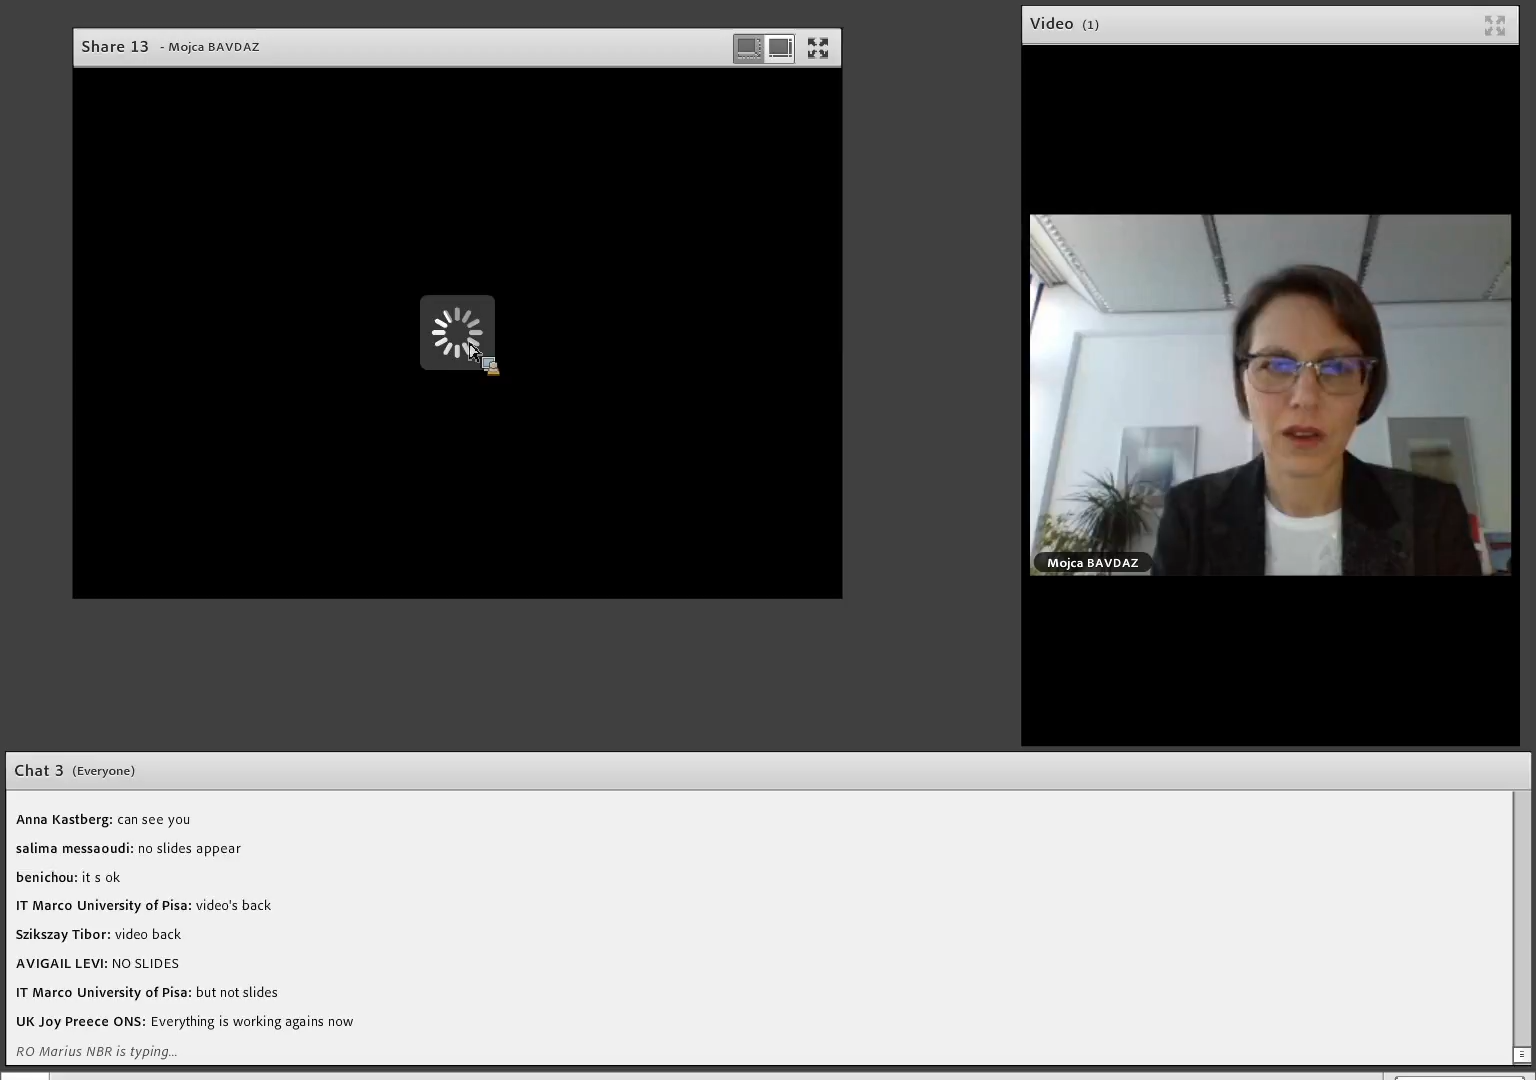 Share 13 - Mojca BAVDAZ
Video (1)
Mojca BAVDAZ
Chat 3 (Everyone)
Anna Kastberg: can see you
salima messaoudi: no slides appear
benichou: it s ok
IT Marco University of Pisa: video's back
Szikszay Tibor: video back
AVIGAIL LEVI: NO SLIDES
IT Marco University of Pisa: but not slides
UK Joy Preece ONS: Everything is working agains now
RO Marius NBR is typing...